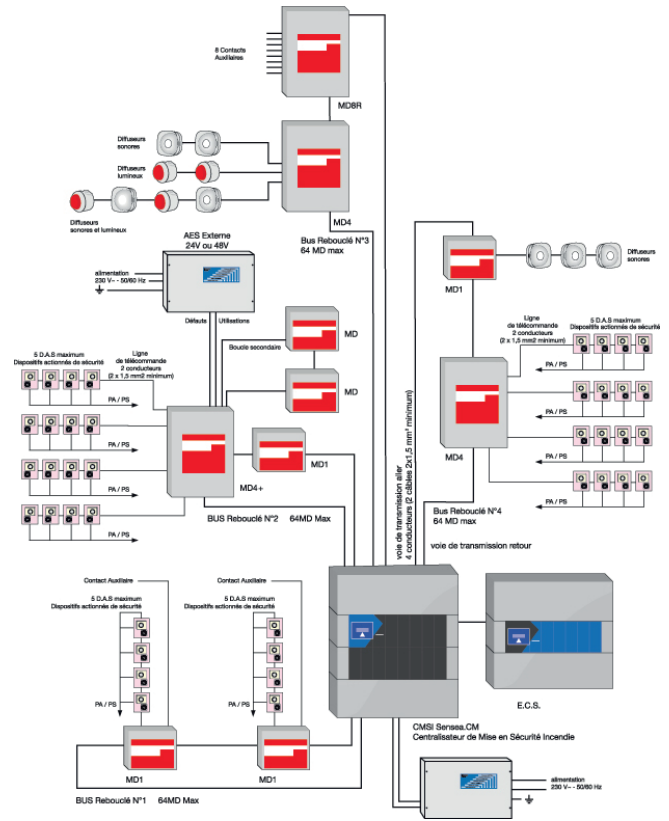 8 Contacts
Auxiliaires
MD8R
Diffuseurs
sonores
Diffuseurs
lumineux
Diffuseurs
sonores et lumineux
MD4
Bus Rebouclé N°3
64 MD max
AES Externe
24V ou 48V
alimentation
230 V~ - 50/60 Hz
Défauts
Utilisations
Boucle secondaire
MD
MD
MD1
Diffuseurs
sonores
5 D.A.S maximum
Dispositifs actionnés de sécurité
Ligne
de télécommande
2 conducteurs
(2 x 1,5 mm2 minimum)
PA / PS
PA / PS
PA / PS
PA / PS
MD1
MD4+
BUS Rebouclé N°2 64MD Max
Ligne
de télécommande
2 conducteurs
(2 x 1,5 mm2 minimum)
5 D.A.S maximum
Dispositifs actionnés de sécurité
PA / PS
PA / PS
PA / PS
PA / PS
MD4
Bus Rebouclé N°4
64 MD max
voie de transmission aller
4 conducteurs (2 câbles 2x1,5 mm² minimum)
voie de transmission retour
Contact Auxiliaire
5 D.A.S maximum
Dispositifs actionnés de sécurité
PA / PS
MD1
Contact Auxiliaire
5 D.A.S maximum
Dispositifs actionnés de sécurité
PA / PS
MD1
BUS Rebouclé N°1 64MD Max
E.C.S.
CMSI Sensea.CM
Centralisateur de Mise en Sécurité Incendie
alimentation
230 V~ - 50/60 Hz